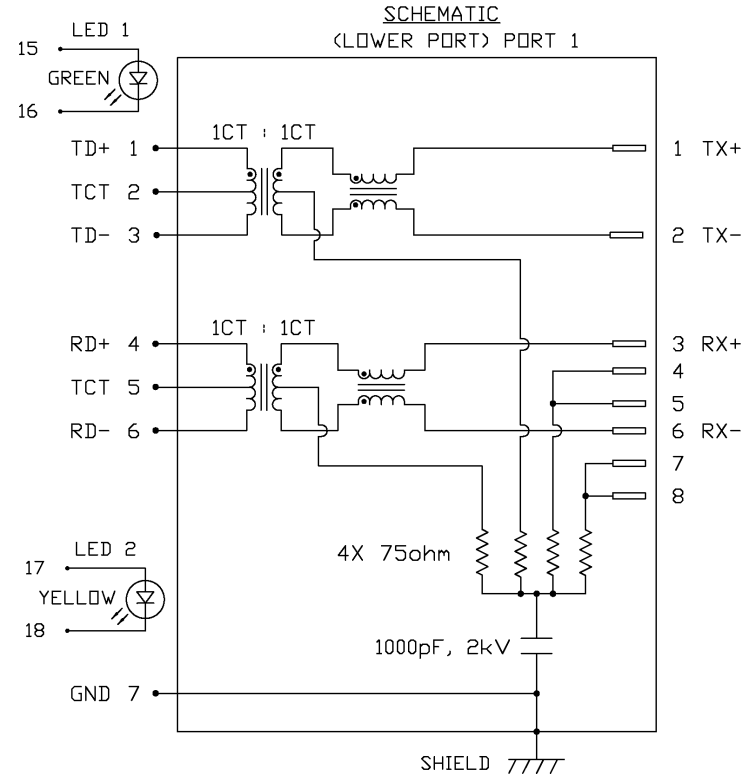 SCHEMATIC
(LOWER PORT) PORT 1
LED 1
15
GREEN
16
1CT : 1CT
TD+ 1
TCT 2
TD- 3
1 TX+
2 TX-
1CT : 1CT
RD+ 4
TCT 5
RD- 6
3 RX+
4
5
6 RX-
7
8
LED 2
17
YELLOW
18
4X 75ohm
1000pF, 2kV
GND 7
SHIELD